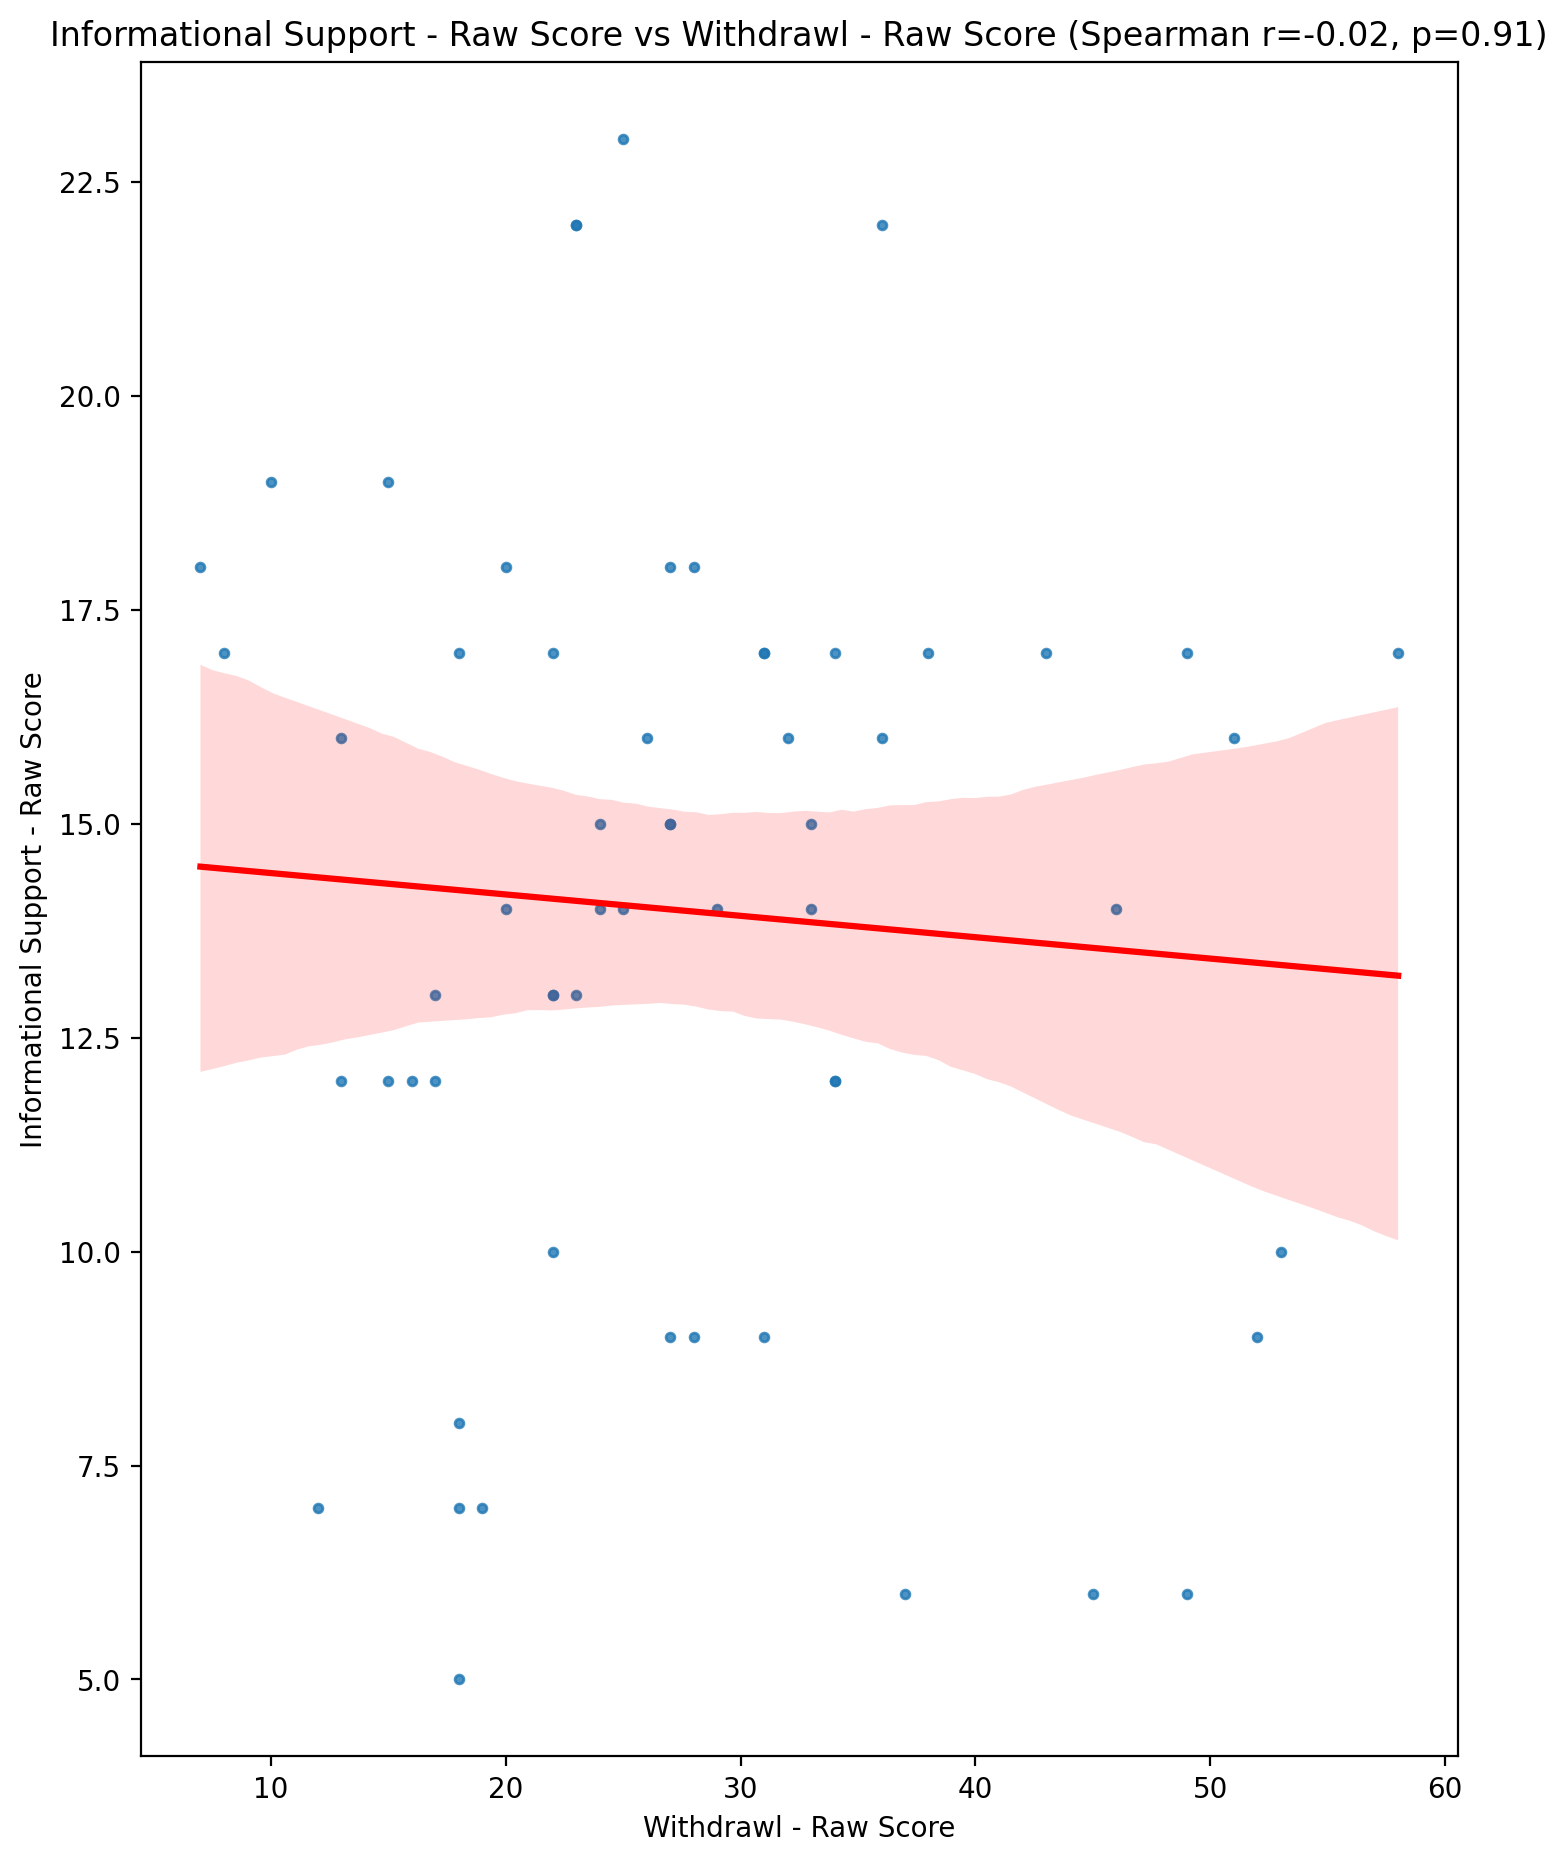 Informational Support - Raw Score vs Withdrawl - Raw Score (Spearman r=-0.02, p=0.91)
Informational Support - Raw Score
22.5
20.0
17.5
15.0
12.5
10.0
7.5
5.0
10 20 30 40 50 60
Withdrawl - Raw Score